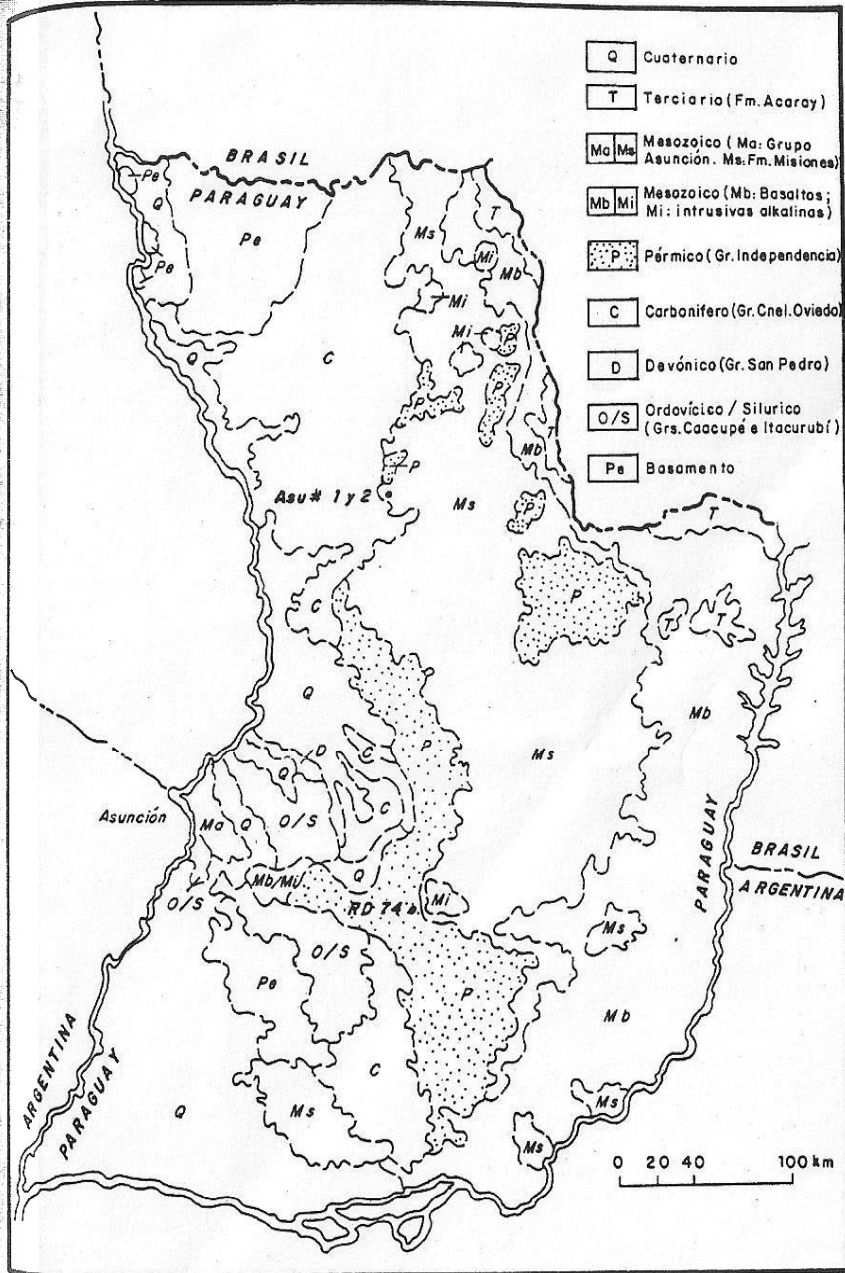 Q Cuaternario
T Terciario (Fm. Acaray)
Ma Ms Mesozoico ( Ma: Grupo
Asunción. Ms: Fm. Misiones)
Mb Mi Mesozoico (Mb: Basaltos;
Mi: intrusivas alkalinas)
P Pérmico (Gr. Independencia)
C Carbonifero (Gr. Cnel. Oviedo)
D Devónico (Gr. San Pedro)
O/S Ordovícico / Silurico
(Grs. Caacupé e Itacurubí)
Pe Basamento
BRASIL
PARAGUAY
Pe
Q
Pe
Pe
Ms
T
Mi
Mb
Mi
Q
C
Mi
P
P
P
Mb
T
P
Asu # 1 y 2
Ms
P
T
C
P
T
T
Q
P
Mb
Ms
D
C
Q
C
Asunción
Ma
Q
O/S
PARAGUAY
BRASIL
ARGENTINA
Q
Mb/Mi
O/S
RD 74
Mi
Ms
O/S
Pe
P
Mb
ARGENTINA
PARAGUAY
C
Q
Ms
Ms
Ms
0 20 40 100 km